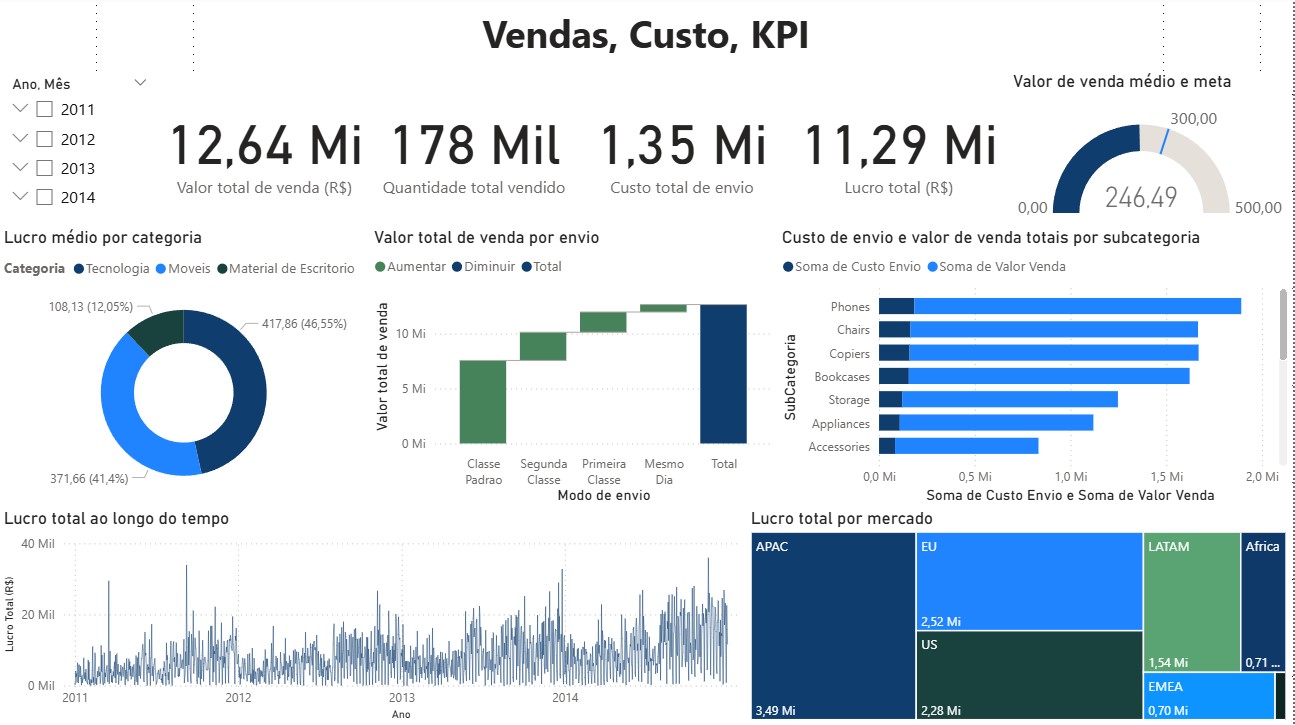 Vendas, Custo, KPI
Ano, Mês
2011
2012
2013
2014
12,64 Mi
Valor total de venda (R$)
178 Mil
Quantidade total vendido
1,35 Mi
Custo total de envio
11,29 Mi
Lucro total (R$)
Valor de venda médio e meta
300,00
246,49
0,00
500,00
Lucro médio por categoria
Categoria Tecnologia Moveis Material de Escritorio
108,13 (12,05%)
417,86 (46,55%)
371,66 (41,4%)
Valor total de venda por envio
Aumentar Diminuir Total
Valor total de venda
10 Mi
5 Mi
0 Mi
Classe Padrao
Segunda Classe
Primeira Classe
Mesmo Dia
Total
Modo de envio
Custo de envio e valor de venda totais por subcategoria
Soma de Custo Envio Soma de Valor Venda
SubCategoria
Phones
Chairs
Copiers
Bookcases
Storage
Appliances
Accessories
0,0 Mi 0,5 Mi 1,0 Mi 1,5 Mi 2,0 Mi
Soma de Custo Envio e Soma de Valor Venda
Lucro total ao longo do tempo
Lucro Total (R$)
40 Mil
20 Mil
0 Mil
2011 2012 2013 2014
Ano
Lucro total por mercado
APAC
3,49 Mi
EU
2,52 Mi
US
2,28 Mi
LATAM
1,54 Mi
Africa
0,71 ...
EMEA
0,70 Mi